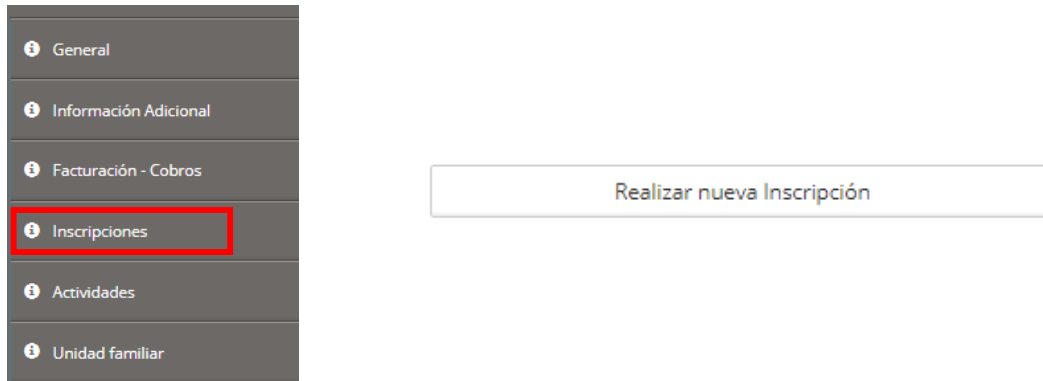 General
Información Adicional
Facturación - Cobros
Inscripciones
Actividades
Unidad familiar
Realizar nueva Inscripción